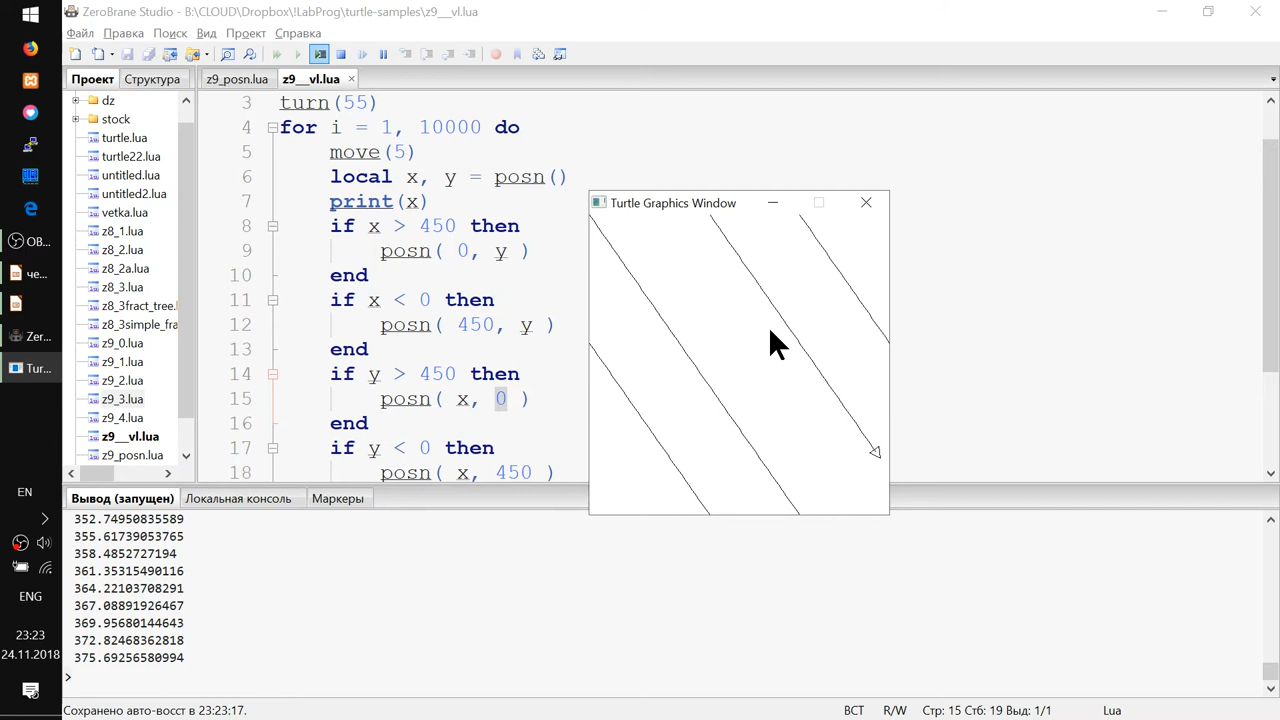 ZeroBrane Studio - B:\CLOUD\Dropbox\!LabProg\turtle-samples\z9__vl.lua
Файл Правка Поиск Вид Проект Справка
Проект Структура
z9_posn.lua z9__vl.lua
dz
stock
turtle.lua
turtle22.lua
untitled.lua
untitled2.lua
vetka.lua
z8_1.lua
z8_2.lua
z8_2a.lua
z8_3.lua
z8_3fract_tree.l
z8_3simple_fra
z9_0.lua
z9_1.lua
z9_2.lua
z9_3.lua
z9_4.lua
z9__vl.lua
z9_posn.lua
3 turn(55)
4 for i = 1, 10000 do
5 move(5)
6 local x, y = posn()
7 print(x)
8 if x > 450 then
9 posn( 0, y )
10 end
11 if x < 0 then
12 posn( 450, y )
13 end
14 if y > 450 then
15 posn( x, 0 )
16 end
17 if y < 0 then
18 posn( x, 450 )
Turtle Graphics Window
Вывод (запущен) Локальная консоль Маркеры
352.74950835589
355.61739053765
358.4852727194
361.35315490116
364.22103708291
367.08891926467
369.95680144643
372.82468362818
375.69256580994
>
Сохранено авто-восст в 23:23:17.
ВСТ R/W Стр: 15 Стб: 19 Выд: 1/1 Lua
OB...
че...
Zer...
Tur...
EN
ENG
23:23
24.11.2018